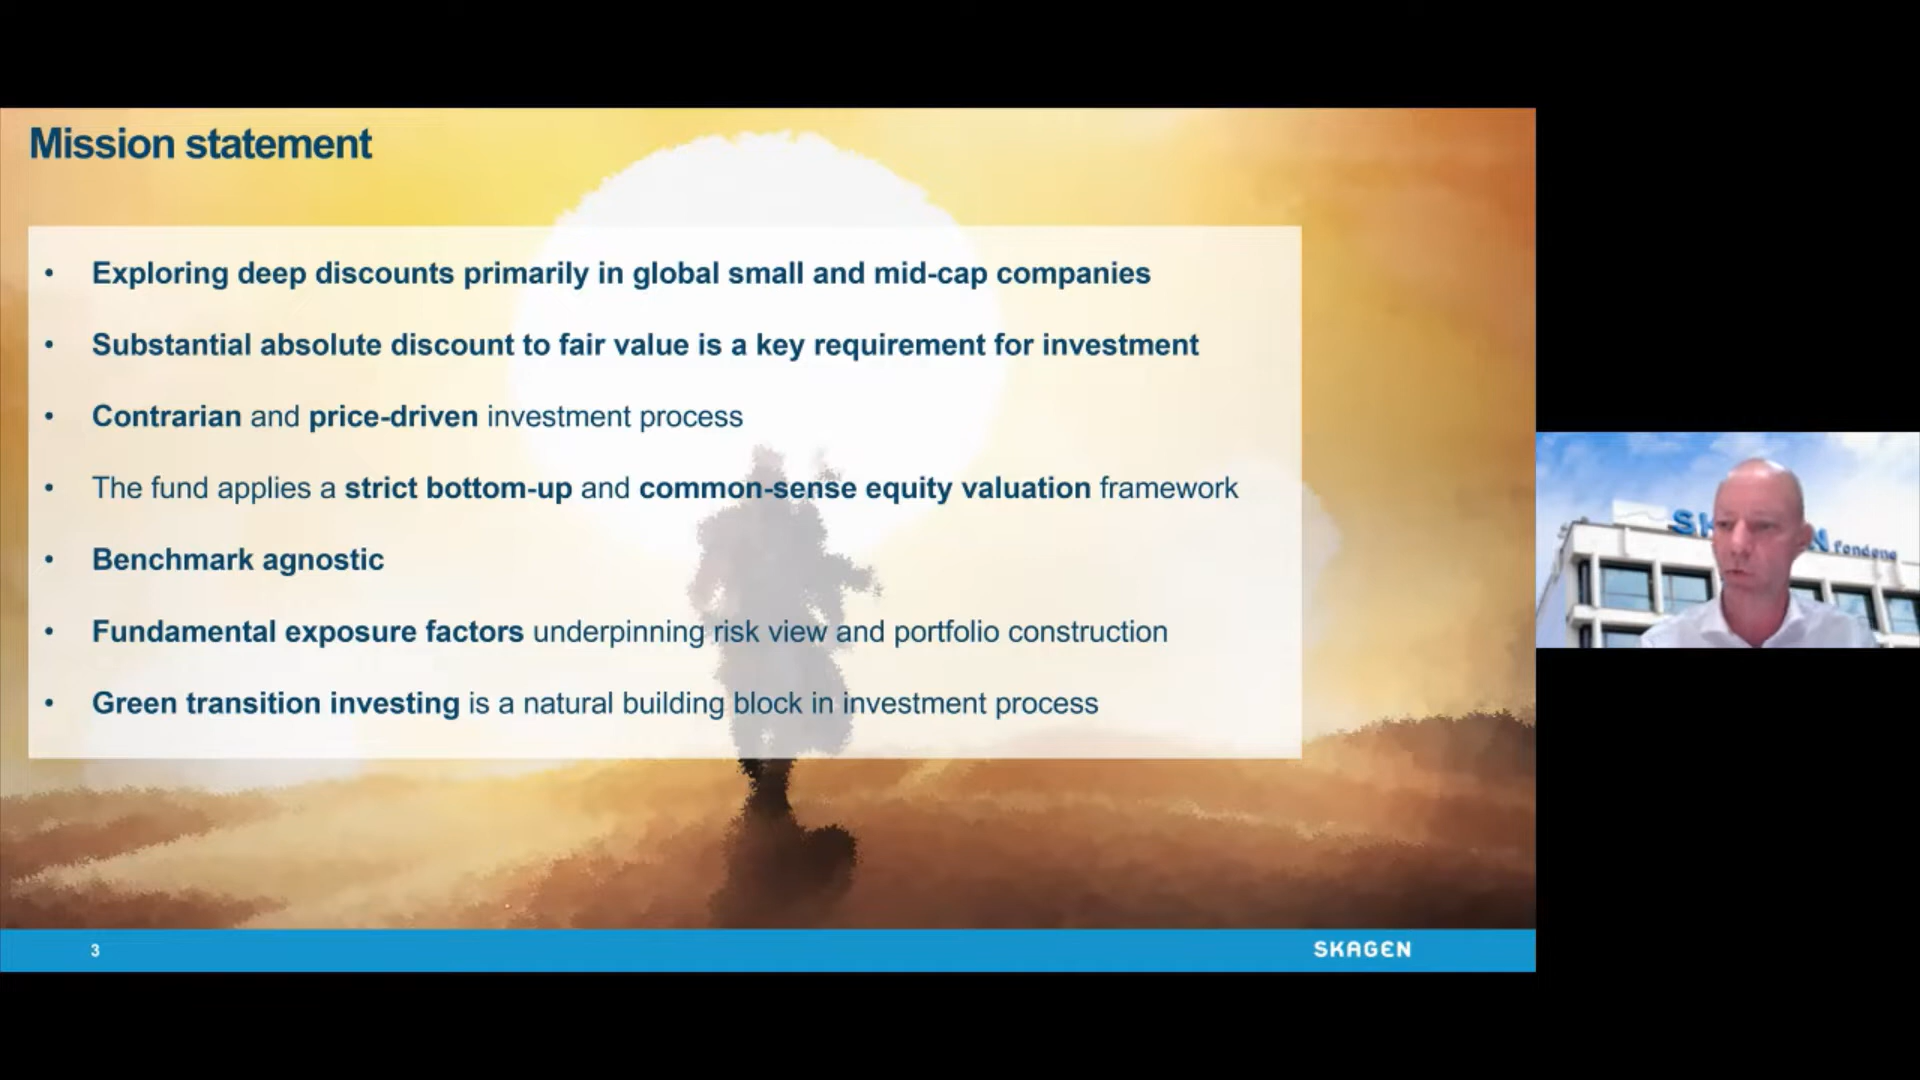 Mission statement
• Exploring deep discounts primarily in global small and mid-cap companies
• Substantial absolute discount to fair value is a key requirement for investment
• Contrarian and price-driven investment process
• The fund applies a strict bottom-up and common-sense equity valuation framework
• Benchmark agnostic
• Fundamental exposure factors underpinning risk view and portfolio construction
• Green transition investing is a natural building block in investment process
3
SKAGEN
fondene